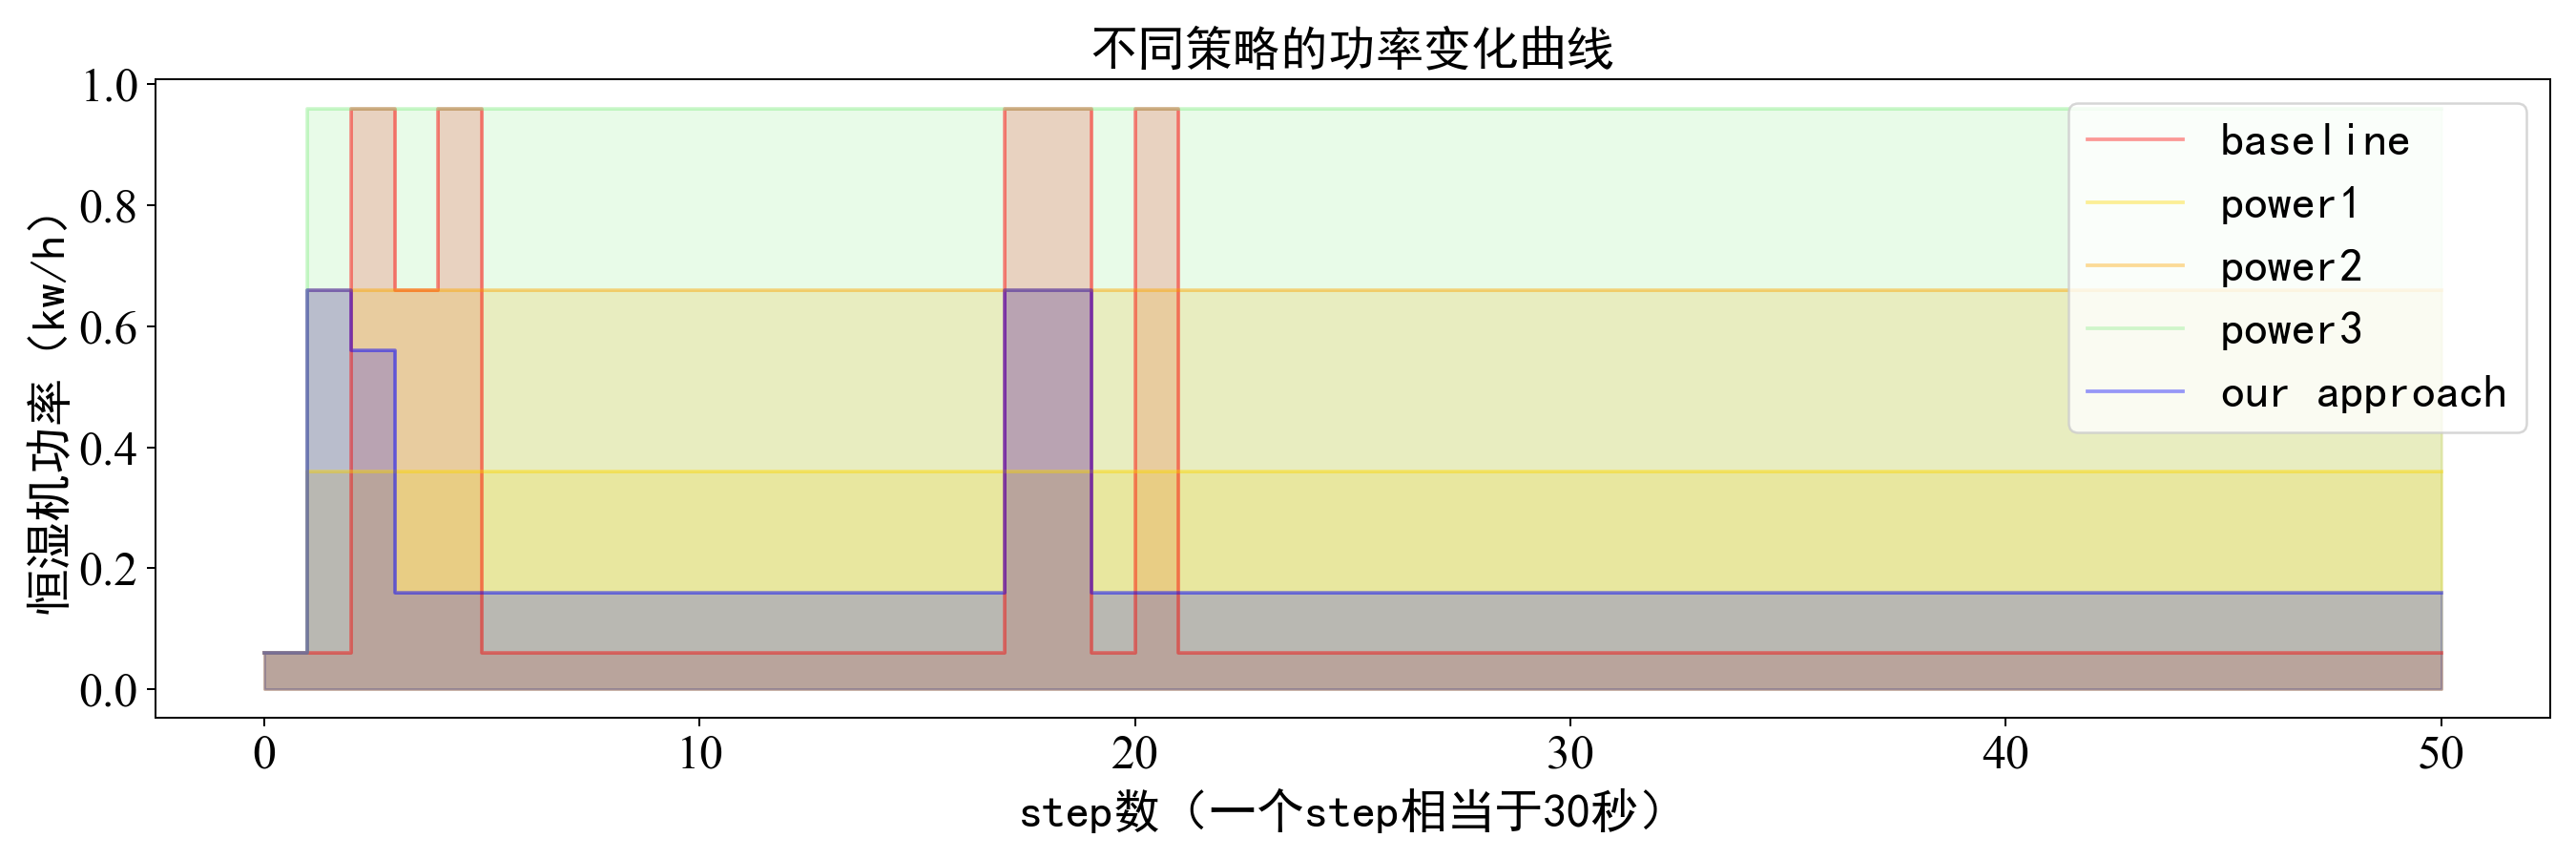 不同策略的功率变化曲线
恒湿机功率（kw/h）
1.0
0.8
0.6
0.4
0.2
0.0
baseline
power1
power2
power3
our approach
0 10 20 30 40 50
step数（一个step相当于30秒）